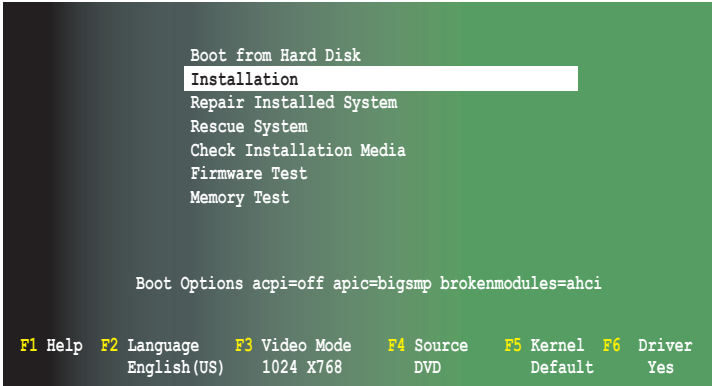 Boot from Hard Disk
Installation
Repair Installed System
Rescue System
Check Installation Media
Firmware Test
Memory Test
Boot Options acpi=off apic=bigsmp brokenmodules=ahci
F1 Help F2 Language F3 Video Mode F4 Source F5 Kernel F6 Driver
English(US) 1024 X768 DVD Default Yes